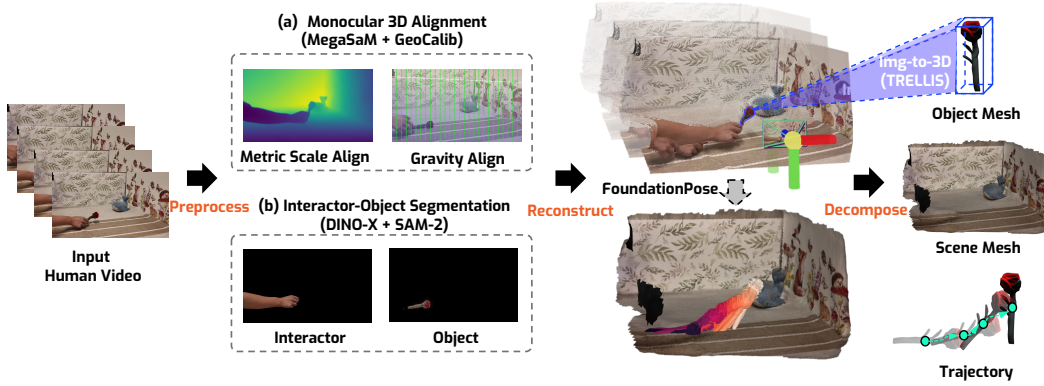 (a) Monocular 3D Alignment
(MegaSaM + GeoCalib)
Metric Scale Align
Gravity Align
Preprocess
(b) Interactor-Object Segmentation
(DINO-X + SAM-2)
Interactor
Object
Input
Human Video
Reconstruct
Img-to-3D
(TRELLIS)
Object Mesh
FoundationPose
Decompose
Scene Mesh
Trajectory